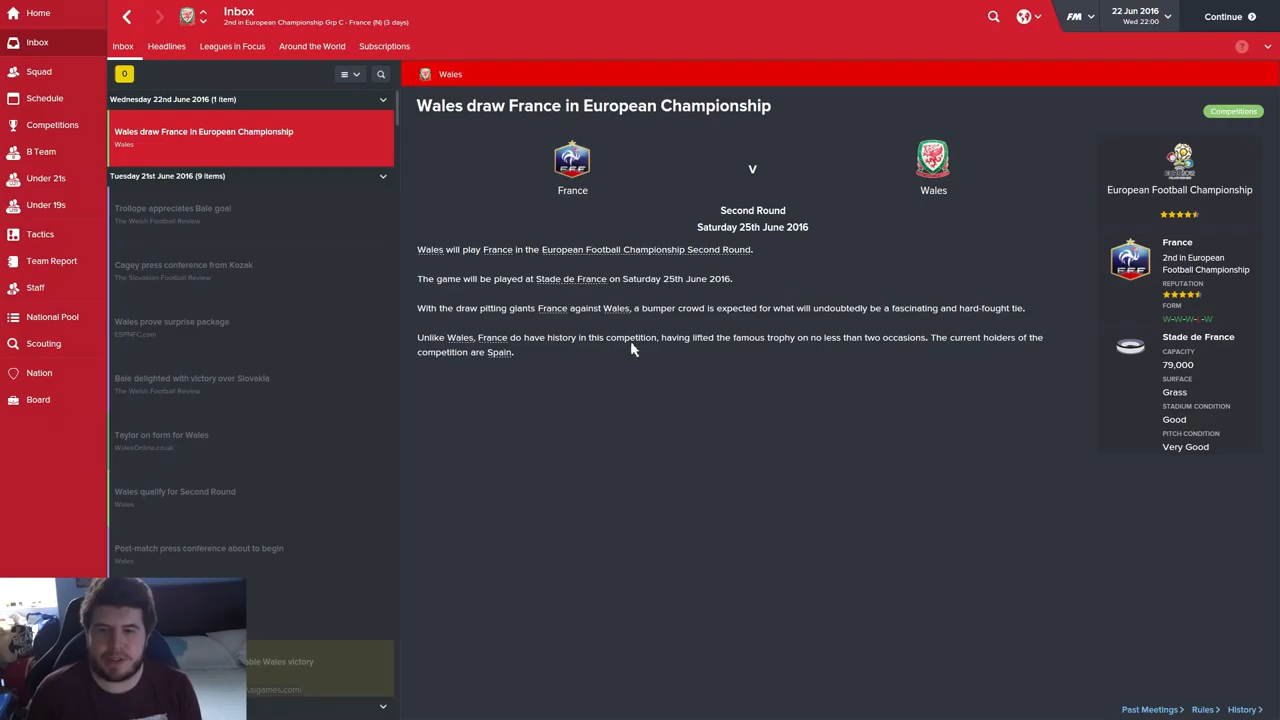 Home
Inbox
Squad
Schedule
Competitions
B Team
Under 21s
Under 19s
Tactics
Team Report
Staff
National Pool
Scouting
Nation
Board
Inbox
2nd in European Championship Grp C - France (N) (3 days)
FM
22 Jun 2016
Wed 22:00
Continue
Inbox
Headlines
Leagues in Focus
Around the World
Subscriptions
?
0
Wednesday 22nd June 2016 (1 item)
Wales draw France in European Championship
Wales
Tuesday 21st June 2016 (9 items)
Trollope appreciates Bale goal
The Welsh Football Review
Cagey press conference from Kozak
The Slovakian Football Review
Wales prove surprise package
ESPNFC.com
Bale delighted with victory over Slovakia
The Welsh Football Review
Taylor on form for Wales
WalesOnline.co.uk
Wales qualify for Second Round
Wales
Post-match press conference about to begin
Wales
able Wales victory
.sigames.com/
Wales
Wales draw France in European Championship
Competitions
France
V
Wales
Second Round
Saturday 25th June 2016
Wales will play France in the European Football Championship Second Round.
The game will be played at Stade de France on Saturday 25th June 2016.
With the draw pitting giants France against Wales, a bumper crowd is expected for what will undoubtedly be a fascinating and hard-fought tie.
Unlike Wales, France do have history in this competition, having lifted the famous trophy on no less than two occasions. The current holders of the
competition are Spain.
European Football Championship
France
2nd in European
Football Championship
REPUTATION
FORM
W-W-W-L-W
Stade de France
CAPACITY
79,000
SURFACE
Grass
STADIUM CONDITION
Good
PITCH CONDITION
Very Good
Past Meetings>
Rules>
History>